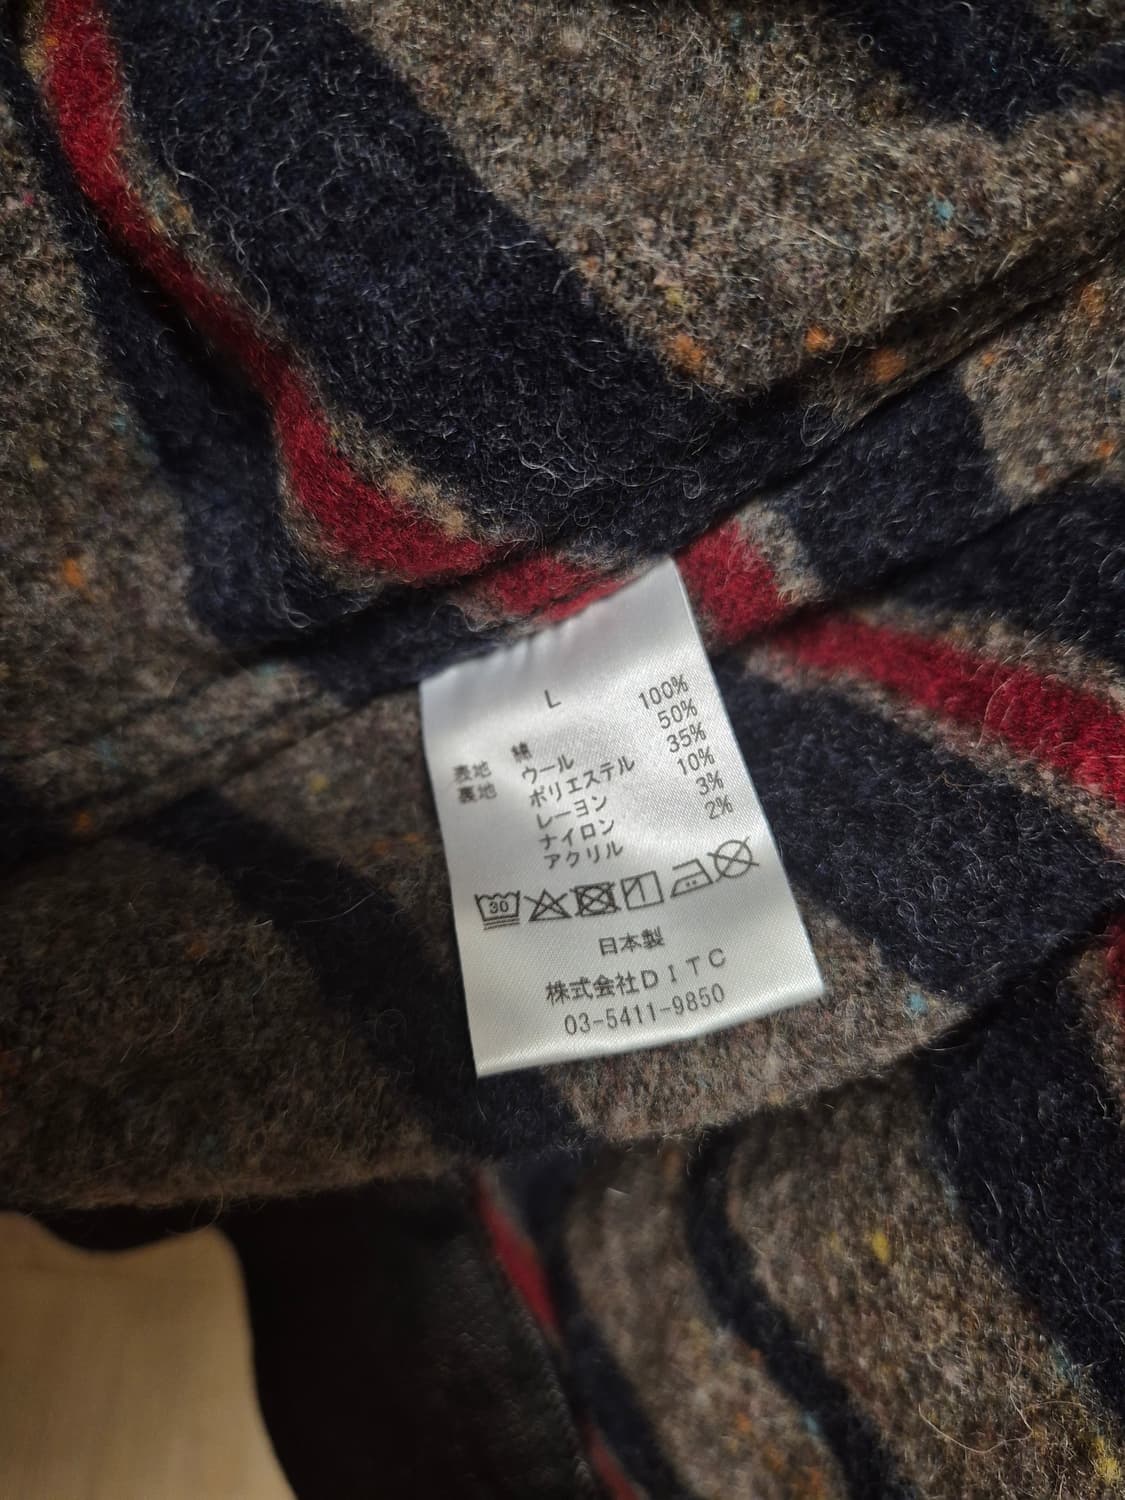 L
表地 綿 100%
裏地 ウール 50%
ポリエステル 35%
レーヨン 10%
ナイロン 3%
アクリル 2%
30
日本製
株式会社DITC
03-5411-9850